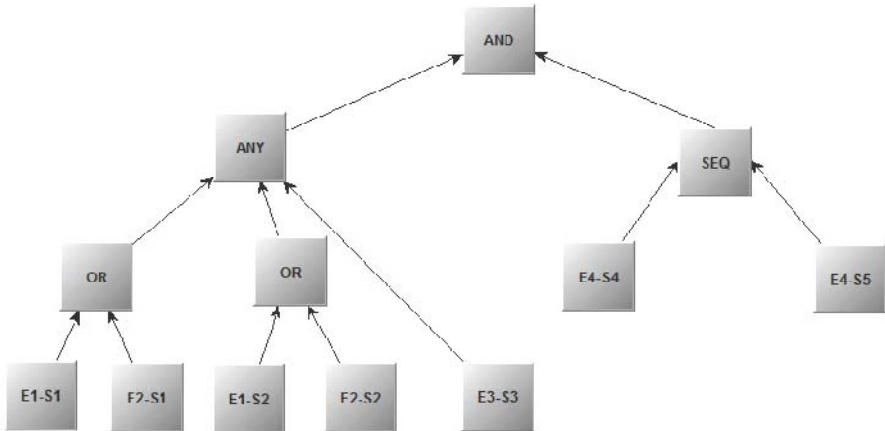 AND
ANY
SEQ
OR
OR
E4-S4
E4-S5
E1-S1
E2-S1
E1-S2
E2-S2
E3-S3